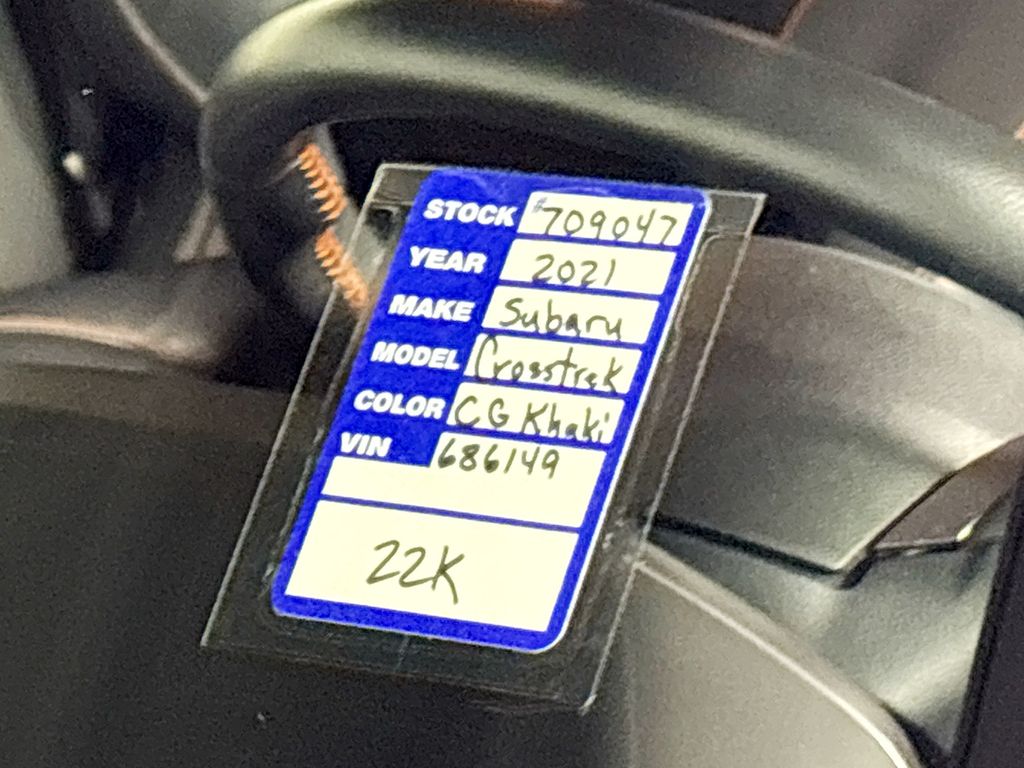 STOCK #709047
YEAR 2021
MAKE Subaru
MODEL Crosstrek
COLOR CG Khaki
VIN 686149
22K